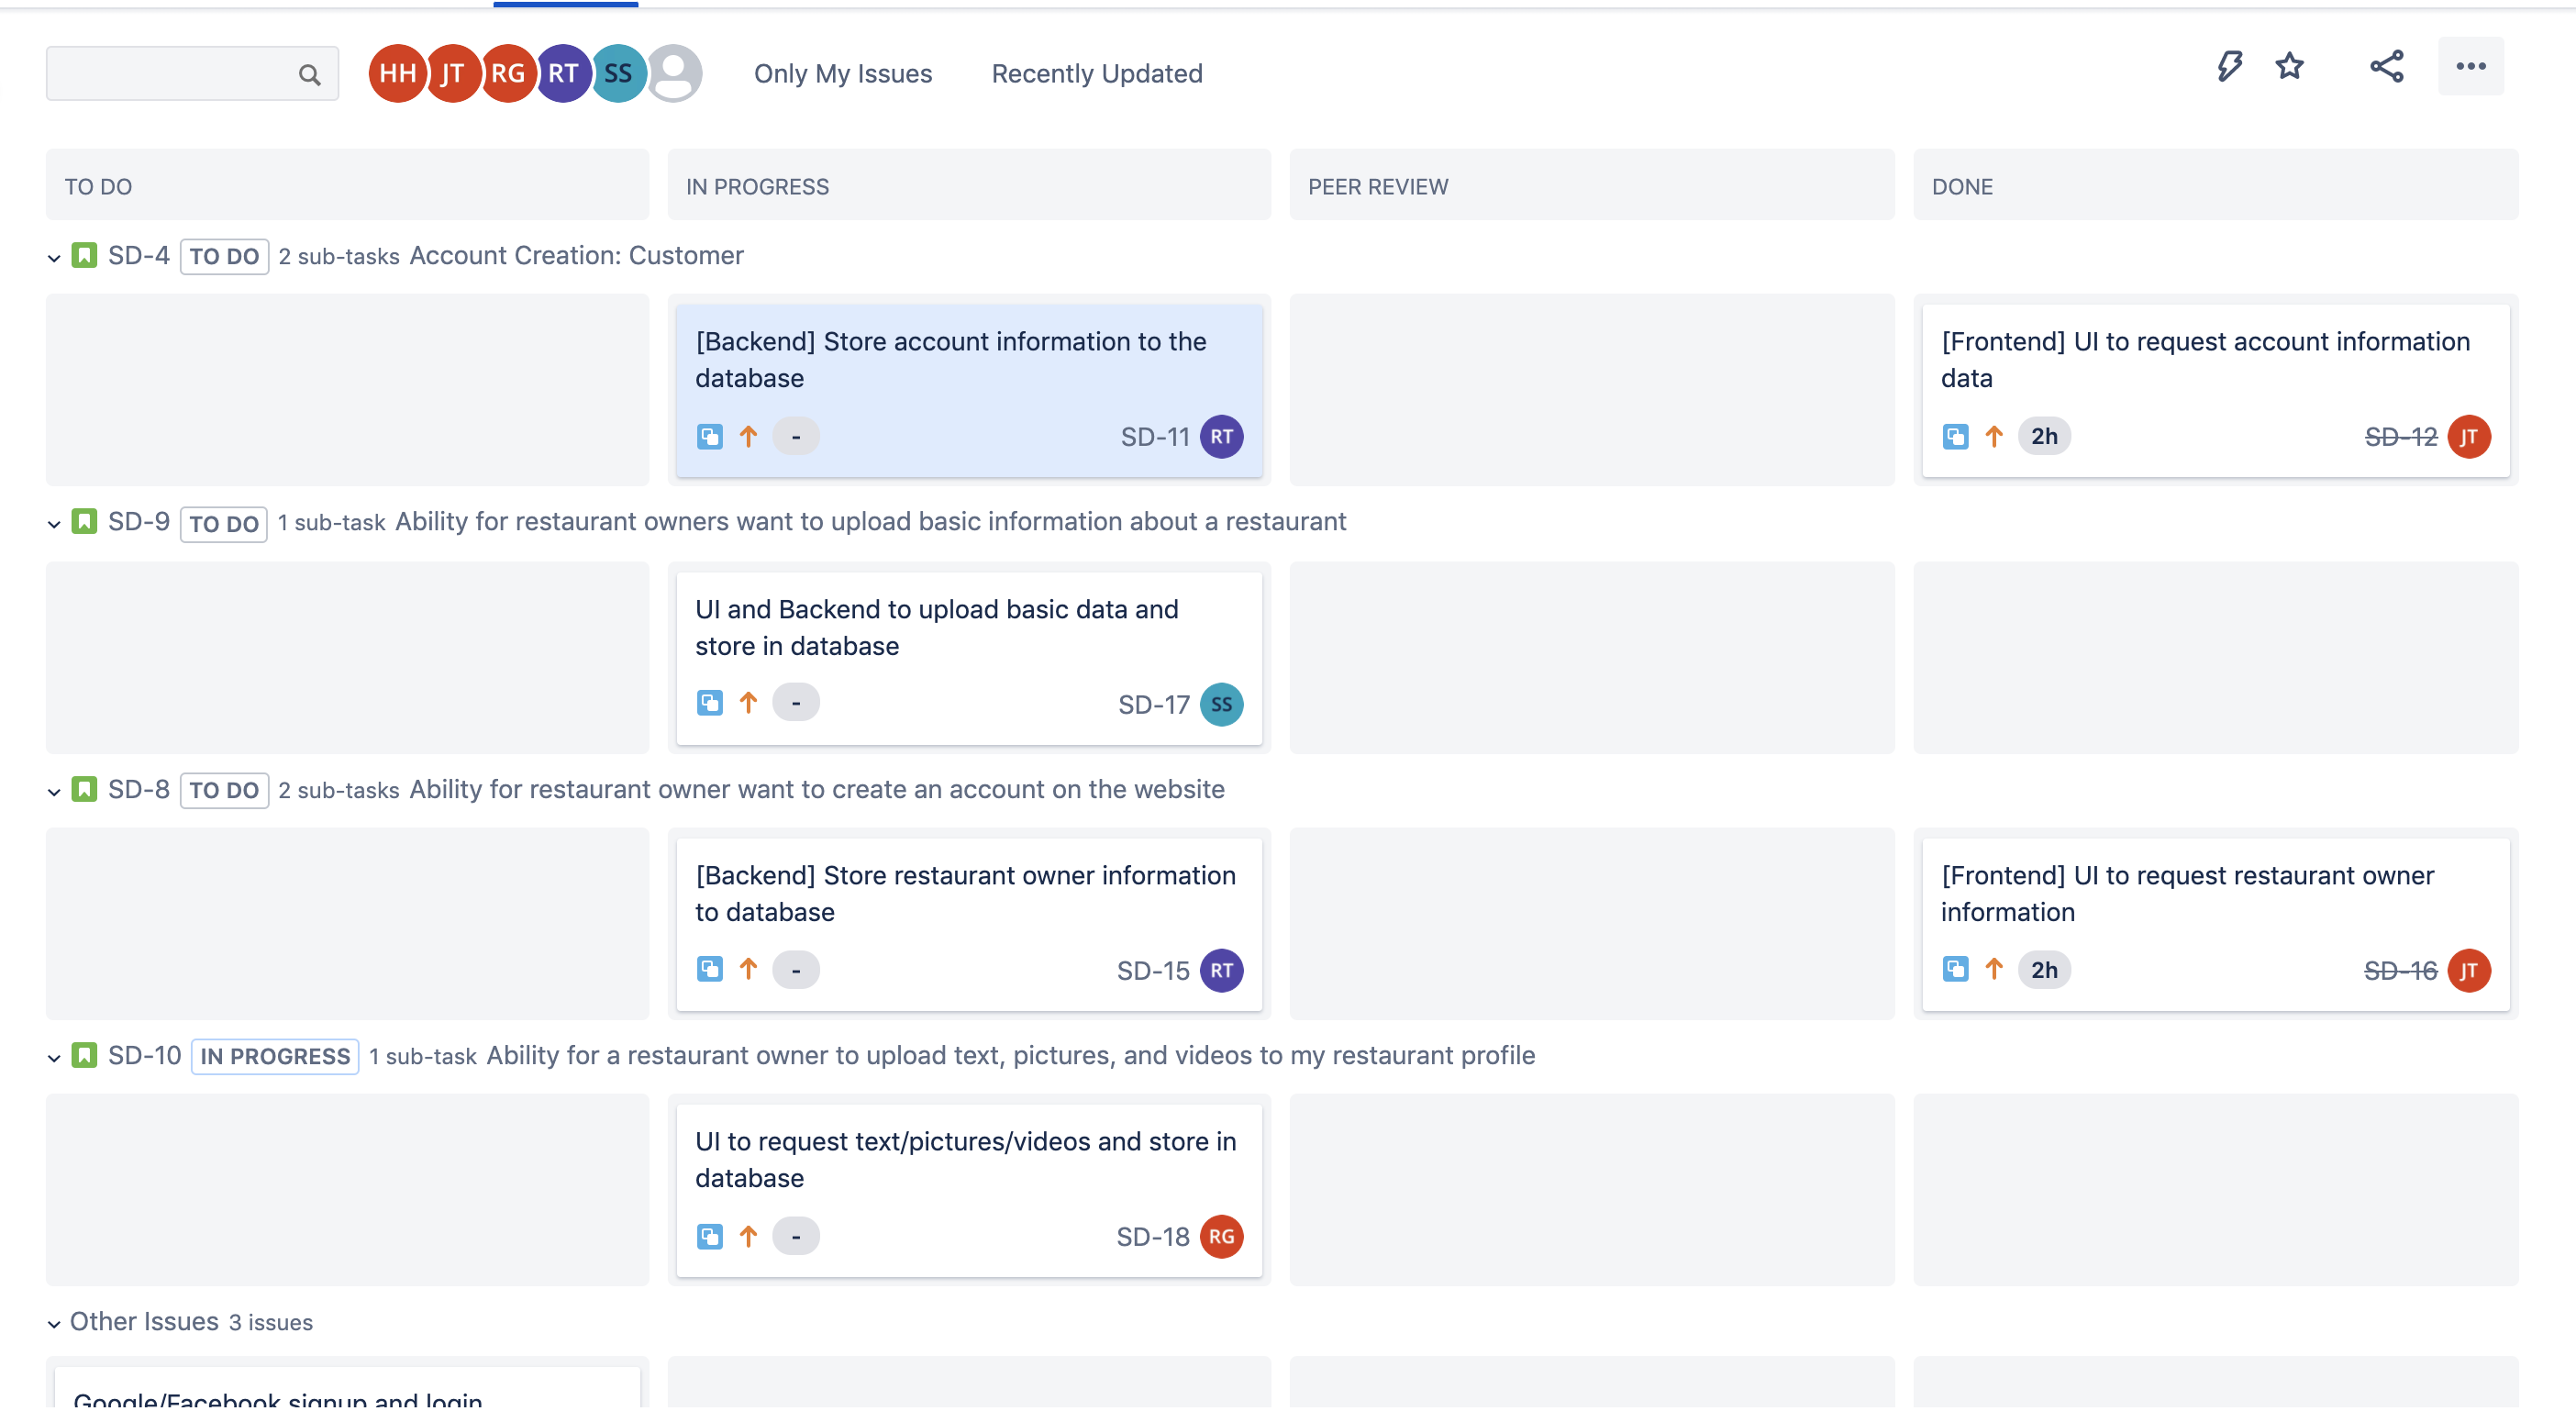 HH JT RG RT SS Only My Issues Recently Updated
TO DO IN PROGRESS PEER REVIEW DONE
SD-4 TO DO 2 sub-tasks Account Creation: Customer
[Backend] Store account information to the
database
- SD-11 RT
[Frontend] UI to request account information
data
2h SD-12 JT
SD-9 TO DO 1 sub-task Ability for restaurant owners want to upload basic information about a restaurant
UI and Backend to upload basic data and
store in database
- SD-17 SS
SD-8 TO DO 2 sub-tasks Ability for restaurant owner want to create an account on the website
[Backend] Store restaurant owner information
to database
- SD-15 RT
[Frontend] UI to request restaurant owner
information
2h SD-16 JT
SD-10 IN PROGRESS 1 sub-task Ability for a restaurant owner to upload text, pictures, and videos to my restaurant profile
UI to request text/pictures/videos and store in
database
- SD-18 RG
Other Issues 3 issues
Google/Facebook signup and login